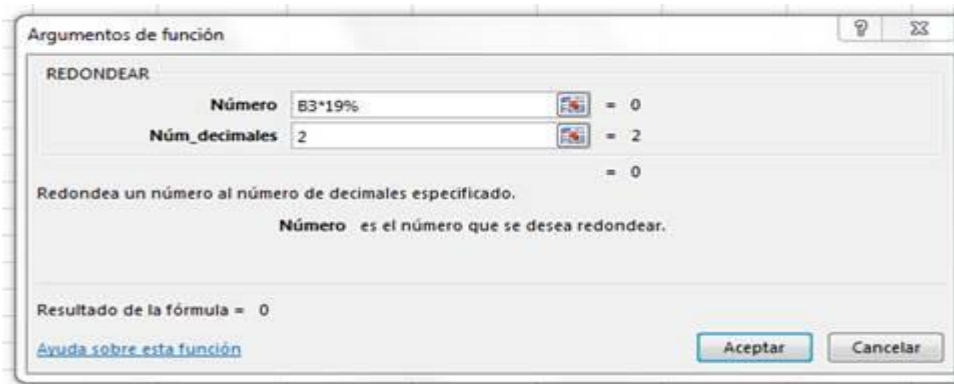 Argumentos de función
REDONDEAR
Número B3*19% = 0
Núm_decimales 2 = 2
= 0
Redondea un número al número de decimales especificado.
Número es el número que se desea redondear.
Resultado de la fórmula = 0
Ayuda sobre esta función Aceptar Cancelar